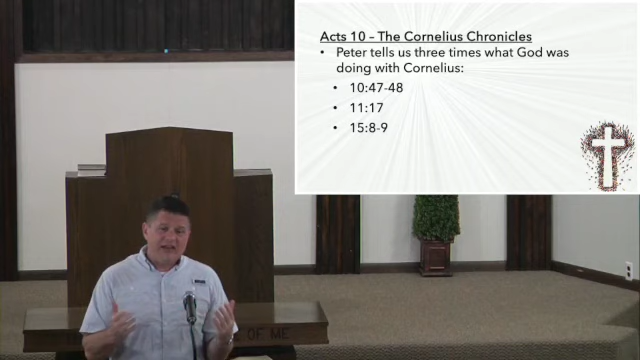 Acts 10 – The Cornelius Chronicles
• Peter tells us three times what God was
doing with Cornelius:
• 10:47-48
• 11:17
• 15:8-9
OF ME